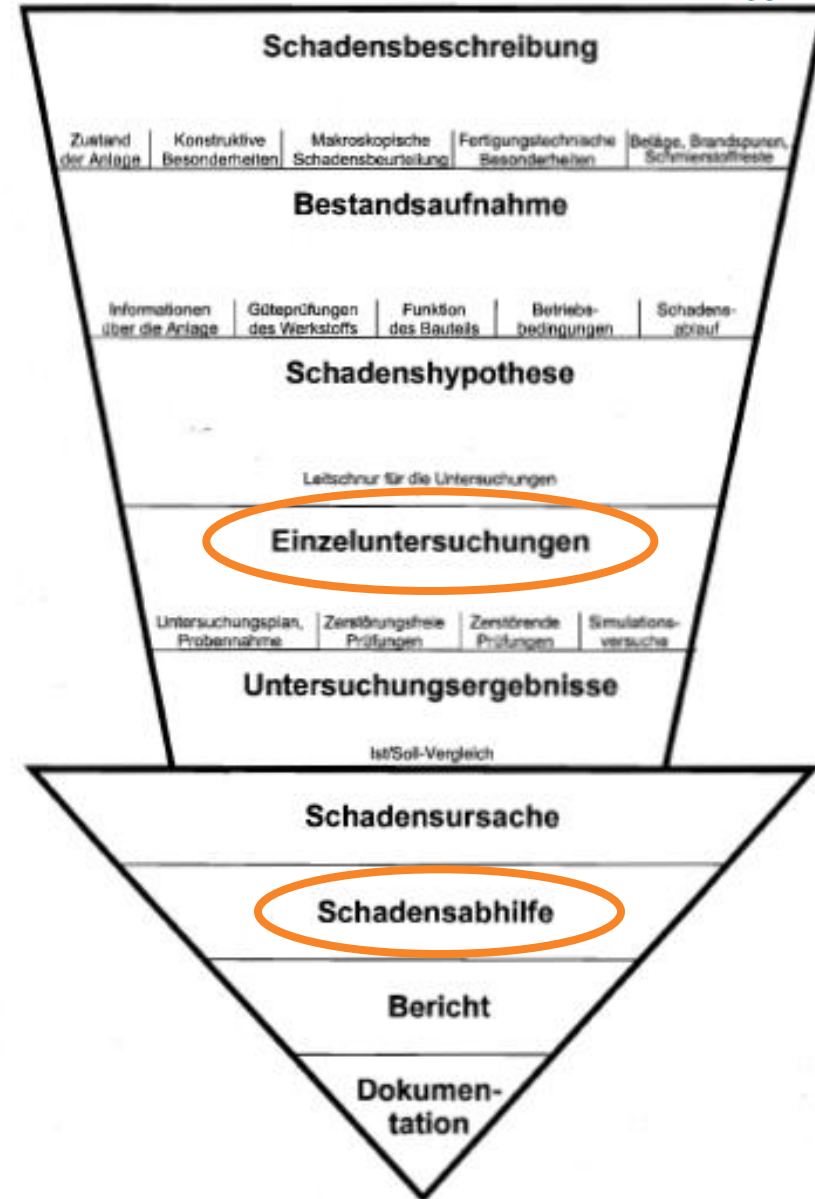 Schadensbeschreibung
Zustand der Anlage
Konstruktive Besonderheiten
Makroskopische Schadensbeurteilung
Fertigungstechnische Besonderheiten
Beläge, Brandspuren, Schmierstoffreste
Bestandsaufnahme
Informationen über die Anlage
Güteprüfungen des Werkstoffs
Funktion des Bauteils
Betriebs-
bedingungen
Schadens-
ablauf
Schadenshypothese
Leitschnur für die Untersuchungen
Einzeluntersuchungen
Untersuchungsplan, Probennahme
Zerstörungsfreie Prüfungen
Zerstörende Prüfungen
Simulations-
versuche
Untersuchungsergebnisse
Ist/Soll-Vergleich
Schadensursache
Schadensabhilfe
Bericht
Dokumen-
tation